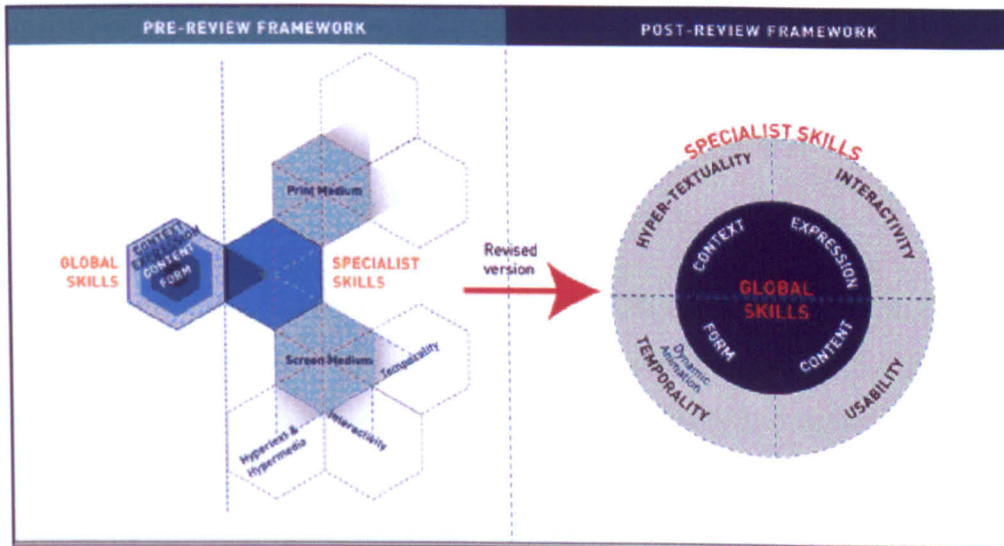 PRE-REVIEW FRAMEWORK
POST-REVIEW FRAMEWORK
Print Medium
GLOBAL
SKILLS
CONTEXT
EXPRESSION
CONTENT
FORM
SPECIALIST
SKILLS
Screen Medium
Temporality
Interactivity
Hypertext &
Hypermedia
Revised
version
SPECIALIST SKILLS
HYPER-TEXTUALITY
INTERACTIVITY
CONTEXT
EXPRESSION
GLOBAL
SKILLS
FORM
CONTENT
Dynamic
Animation
TEMPORALITY
USABILITY